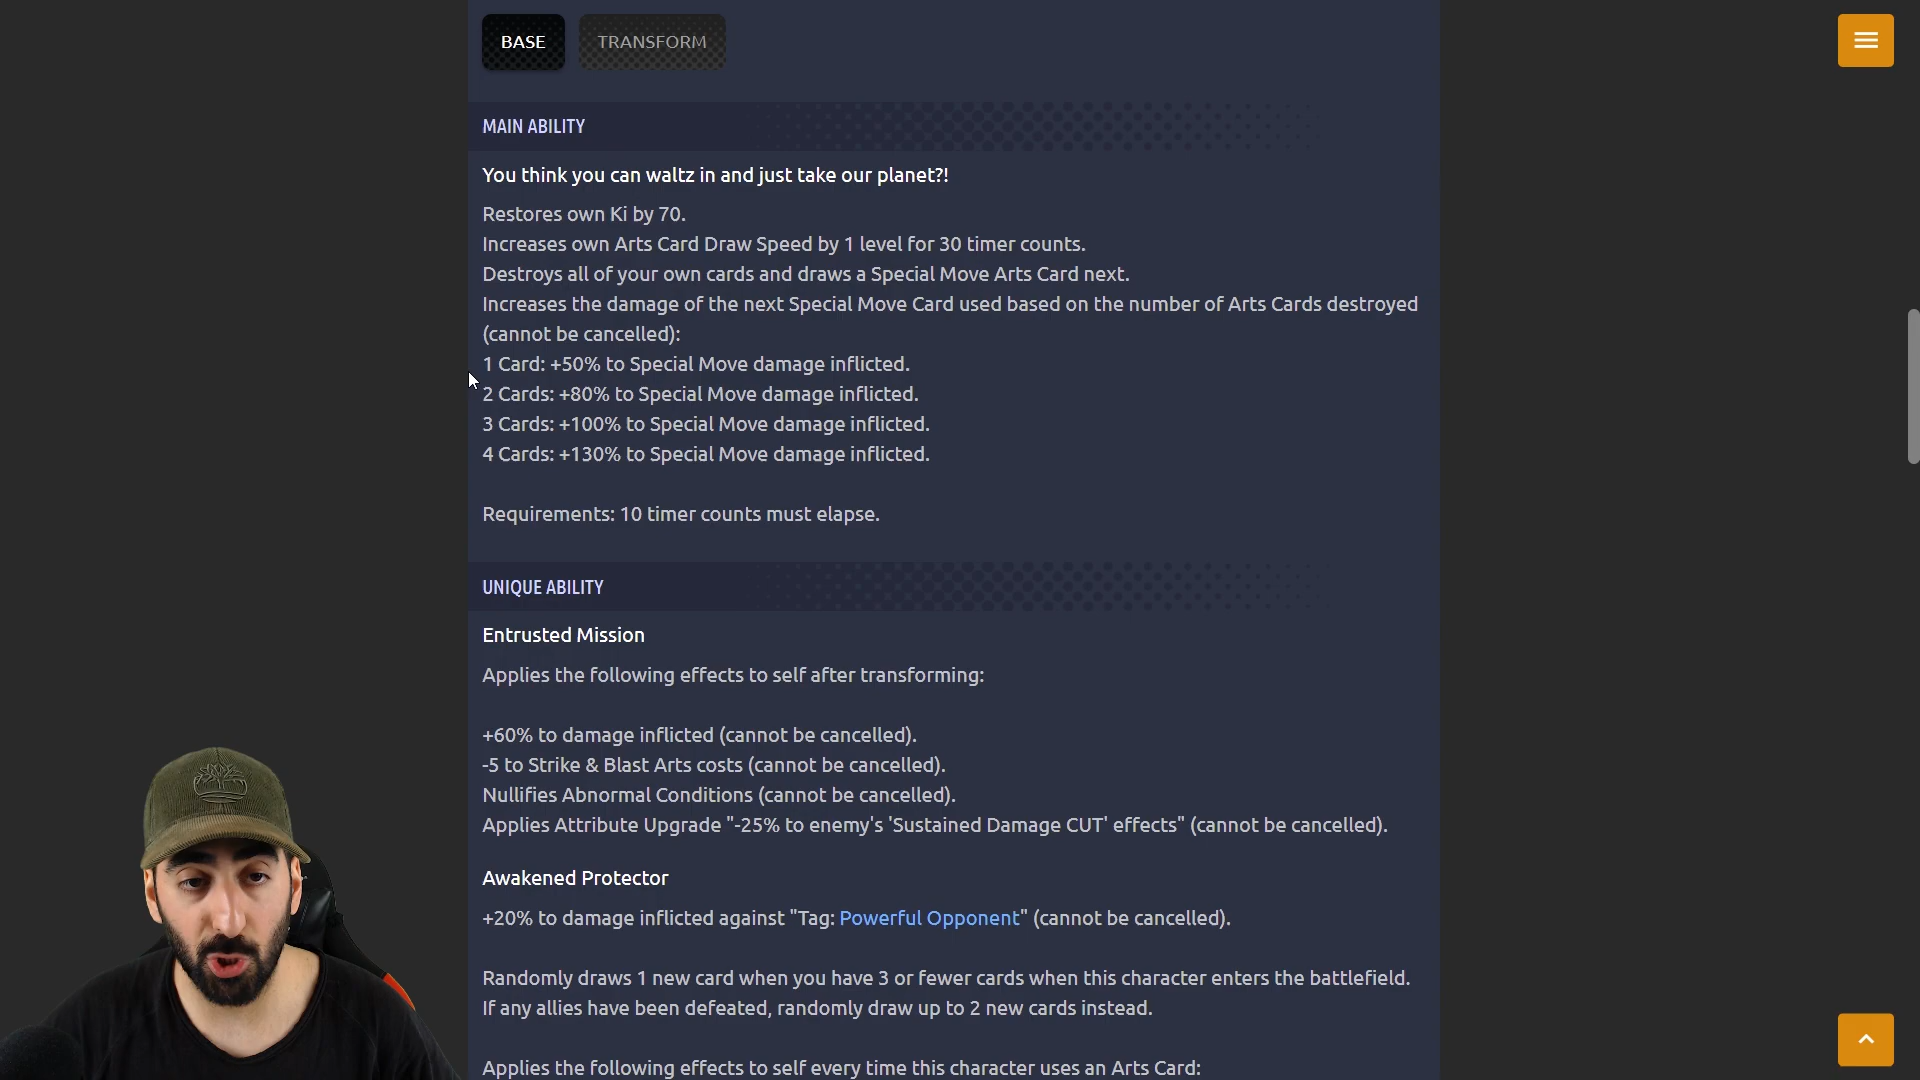 BASE
TRANSFORM
MAIN ABILITY
You think you can waltz in and just take our planet?!
Restores own Ki by 70.
Increases own Arts Card Draw Speed by 1 level for 30 timer counts.
Destroys all of your own cards and draws a Special Move Arts Card next.
Increases the damage of the next Special Move Card used based on the number of Arts Cards destroyed
(cannot be cancelled):
1 Card: +50% to Special Move damage inflicted.
2 Cards: +80% to Special Move damage inflicted.
3 Cards: +100% to Special Move damage inflicted.
4 Cards: +130% to Special Move damage inflicted.
Requirements: 10 timer counts must elapse.
UNIQUE ABILITY
Entrusted Mission
Applies the following effects to self after transforming:
+60% to damage inflicted (cannot be cancelled).
-5 to Strike & Blast Arts costs (cannot be cancelled).
Nullifies Abnormal Conditions (cannot be cancelled).
Applies Attribute Upgrade "-25% to enemy's 'Sustained Damage CUT' effects" (cannot be cancelled).
Awakened Protector
+20% to damage inflicted against "Tag: Powerful Opponent" (cannot be cancelled).
Randomly draws 1 new card when you have 3 or fewer cards when this character enters the battlefield.
If any allies have been defeated, randomly draw up to 2 new cards instead.
Applies the following effects to self every time this character uses an Arts Card: